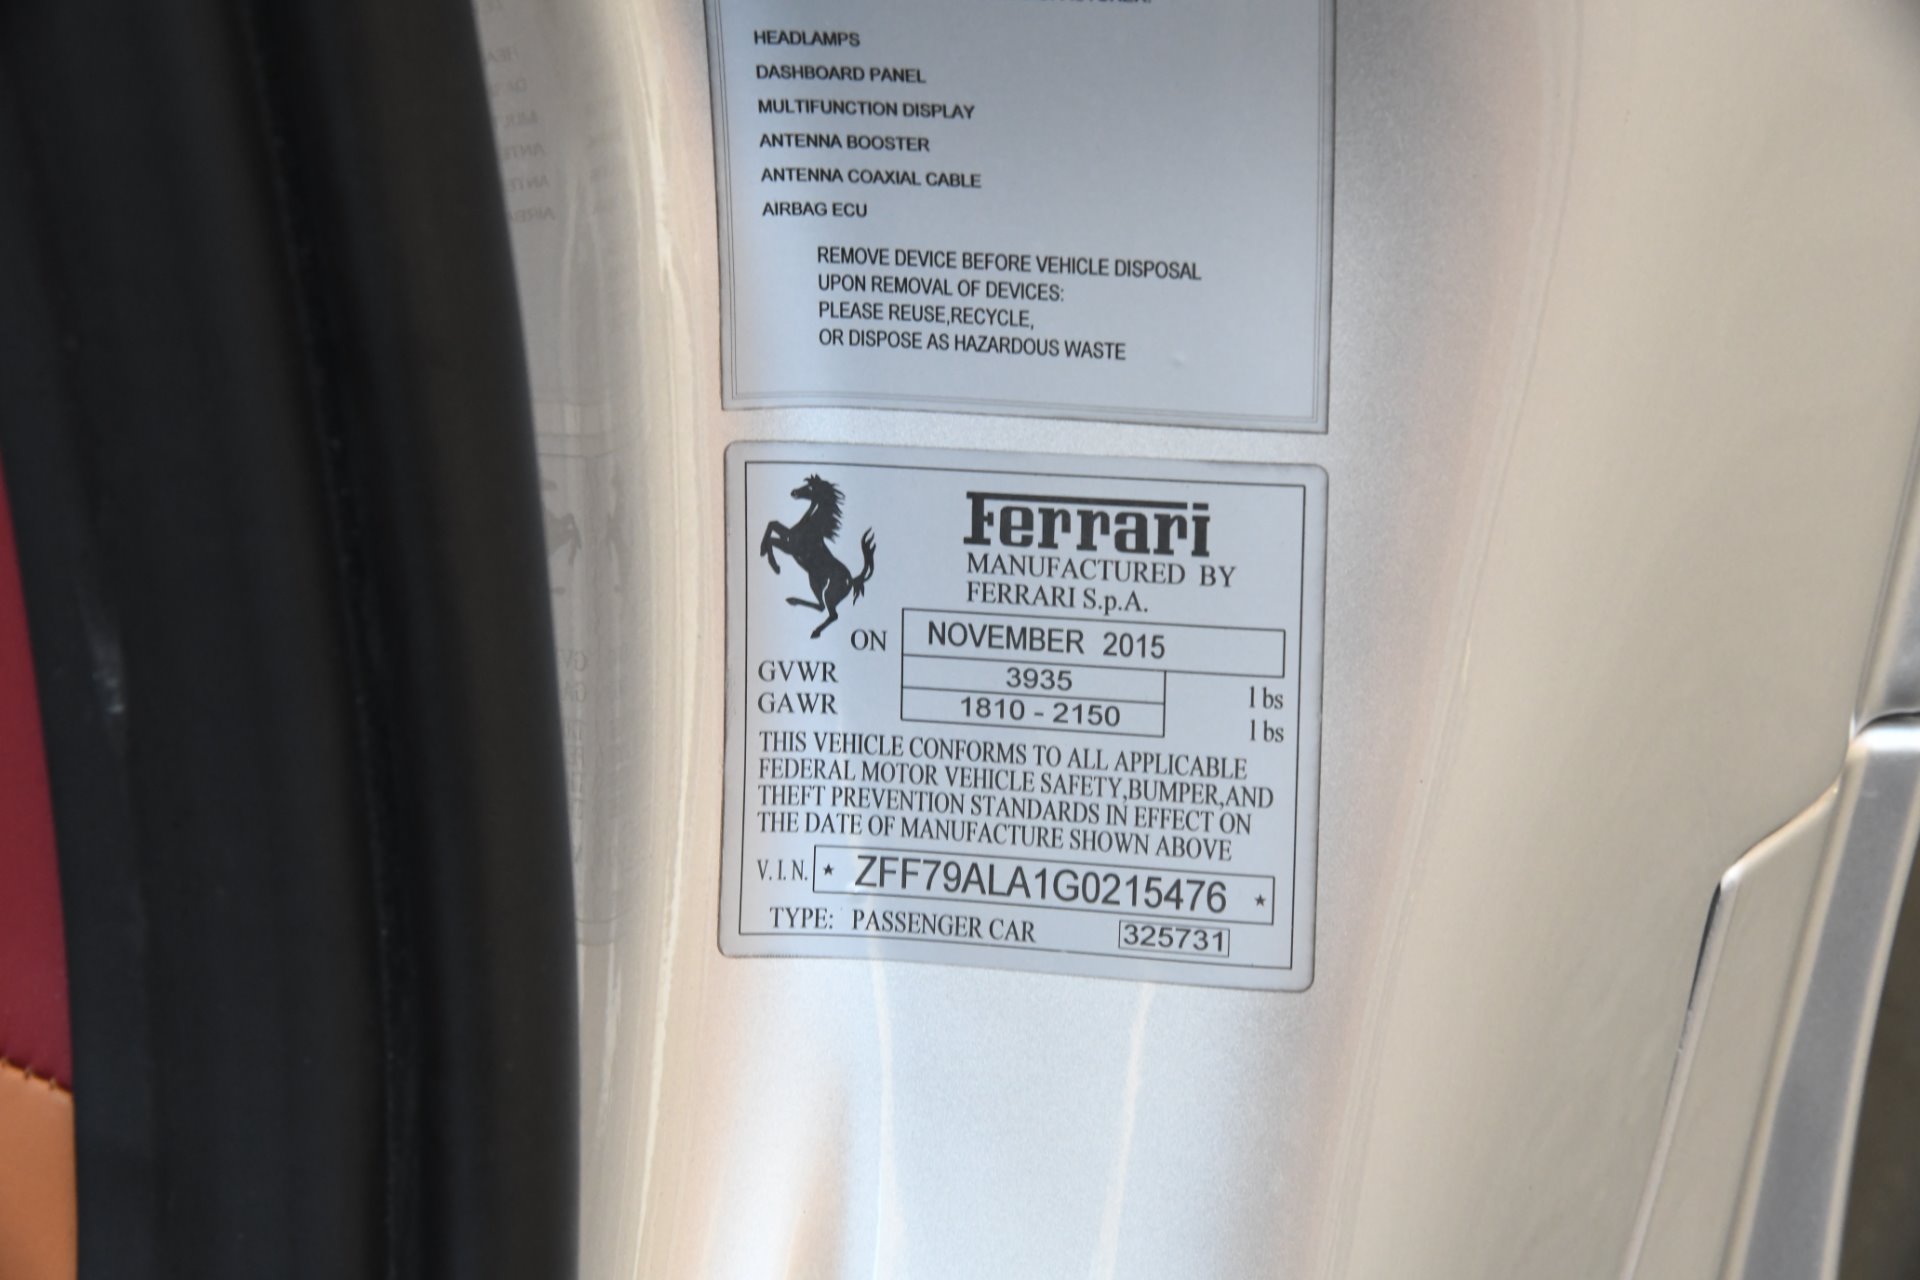 HEADLAMPS
DASHBOARD PANEL
MULTIFUNCTION DISPLAY
ANTENNA BOOSTER
ANTENNA COAXIAL CABLE
AIRBAG ECU
REMOVE DEVICE BEFORE VEHICLE DISPOSAL
UPON REMOVAL OF DEVICES:
PLEASE REUSE,RECYCLE,
OR DISPOSE AS HAZARDOUS WASTE
Ferrari
MANUFACTURED BY
FERRARI S.p.A.
ON NOVEMBER 2015
GVWR 3935 lbs
GAWR 1810 - 2150 lbs
THIS VEHICLE CONFORMS TO ALL APPLICABLE
FEDERAL MOTOR VEHICLE SAFETY,BUMPER,AND
THEFT PREVENTION STANDARDS IN EFFECT ON
THE DATE OF MANUFACTURE SHOWN ABOVE
V.I.N. * ZFF79ALA1G0215476 *
TYPE: PASSENGER CAR 325731